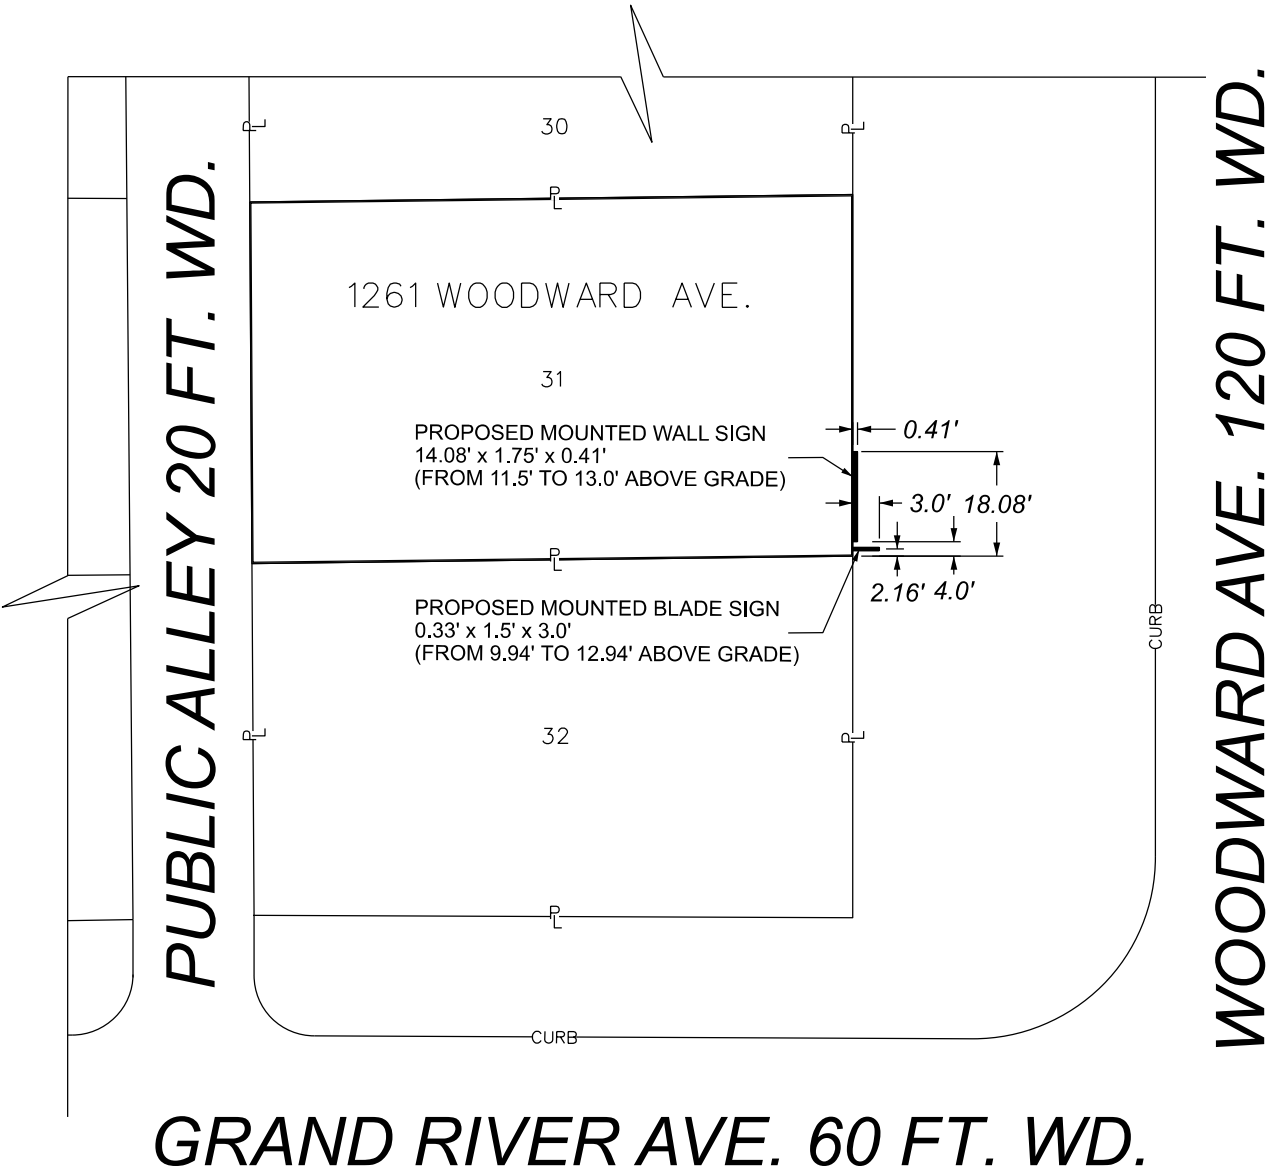 30
PL
PL
PL
1261 WOODWARD AVE.
31
PROPOSED MOUNTED WALL SIGN
14.08' x 1.75' x 0.41'
(FROM 11.5' TO 13.0' ABOVE GRADE)
0.41'
3.0'
18.08'
2.16'
4.0'
PL
PROPOSED MOUNTED BLADE SIGN
0.33' x 1.5' x 3.0'
(FROM 9.94' TO 12.94' ABOVE GRADE)
32
PL
PL
PL
CURB
CURB
PUBLIC ALLEY 20 FT. WD.
WOODWARD AVE. 120 FT. WD.
GRAND RIVER AVE. 60 FT. WD.